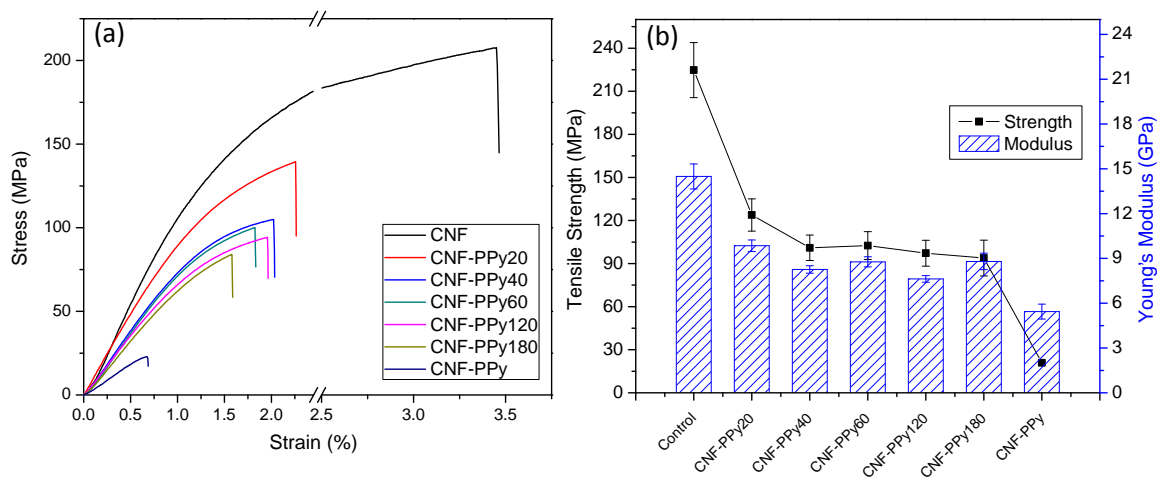 (a)
Stress (MPa)
200
150
100
50
0
0.0
0.5
1.0
1.5
2.0
2.5
3.0
3.5
Strain (%)
CNF
CNF-PPy20
CNF-PPy40
CNF-PPy60
CNF-PPy120
CNF-PPy180
CNF-PPy
(b)
Tensile Strength (MPa)
240
210
180
150
120
90
60
30
0
Strength
Modulus
24
21
18
15
12
9
6
3
0
Young's Modulus (GPa)
Control
CNF-PPy20
CNF-PPy40
CNF-PPy60
CNF-PPy120
CNF-PPy180
CNF-PPy